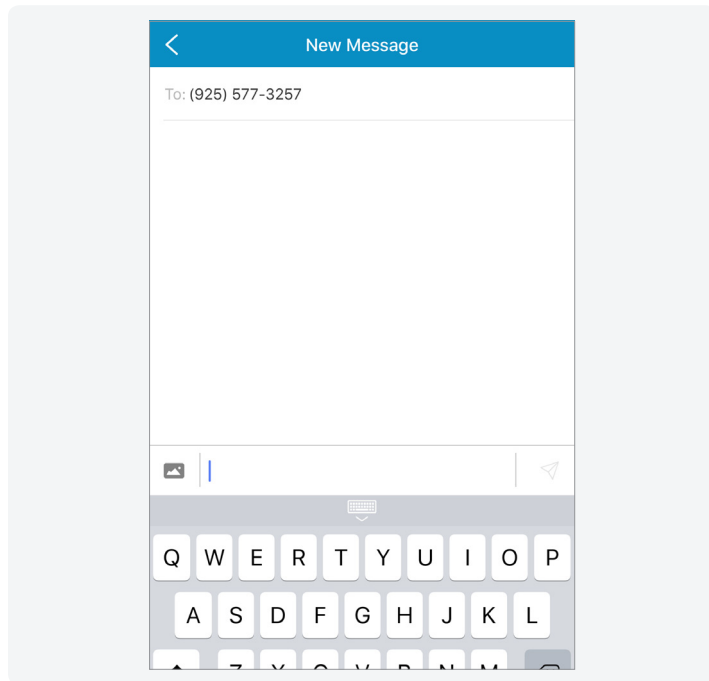 New Message
To: (925) 577-3257
Q W E R T Y U I O P
A S D F G H J K L
Z X C V B N M